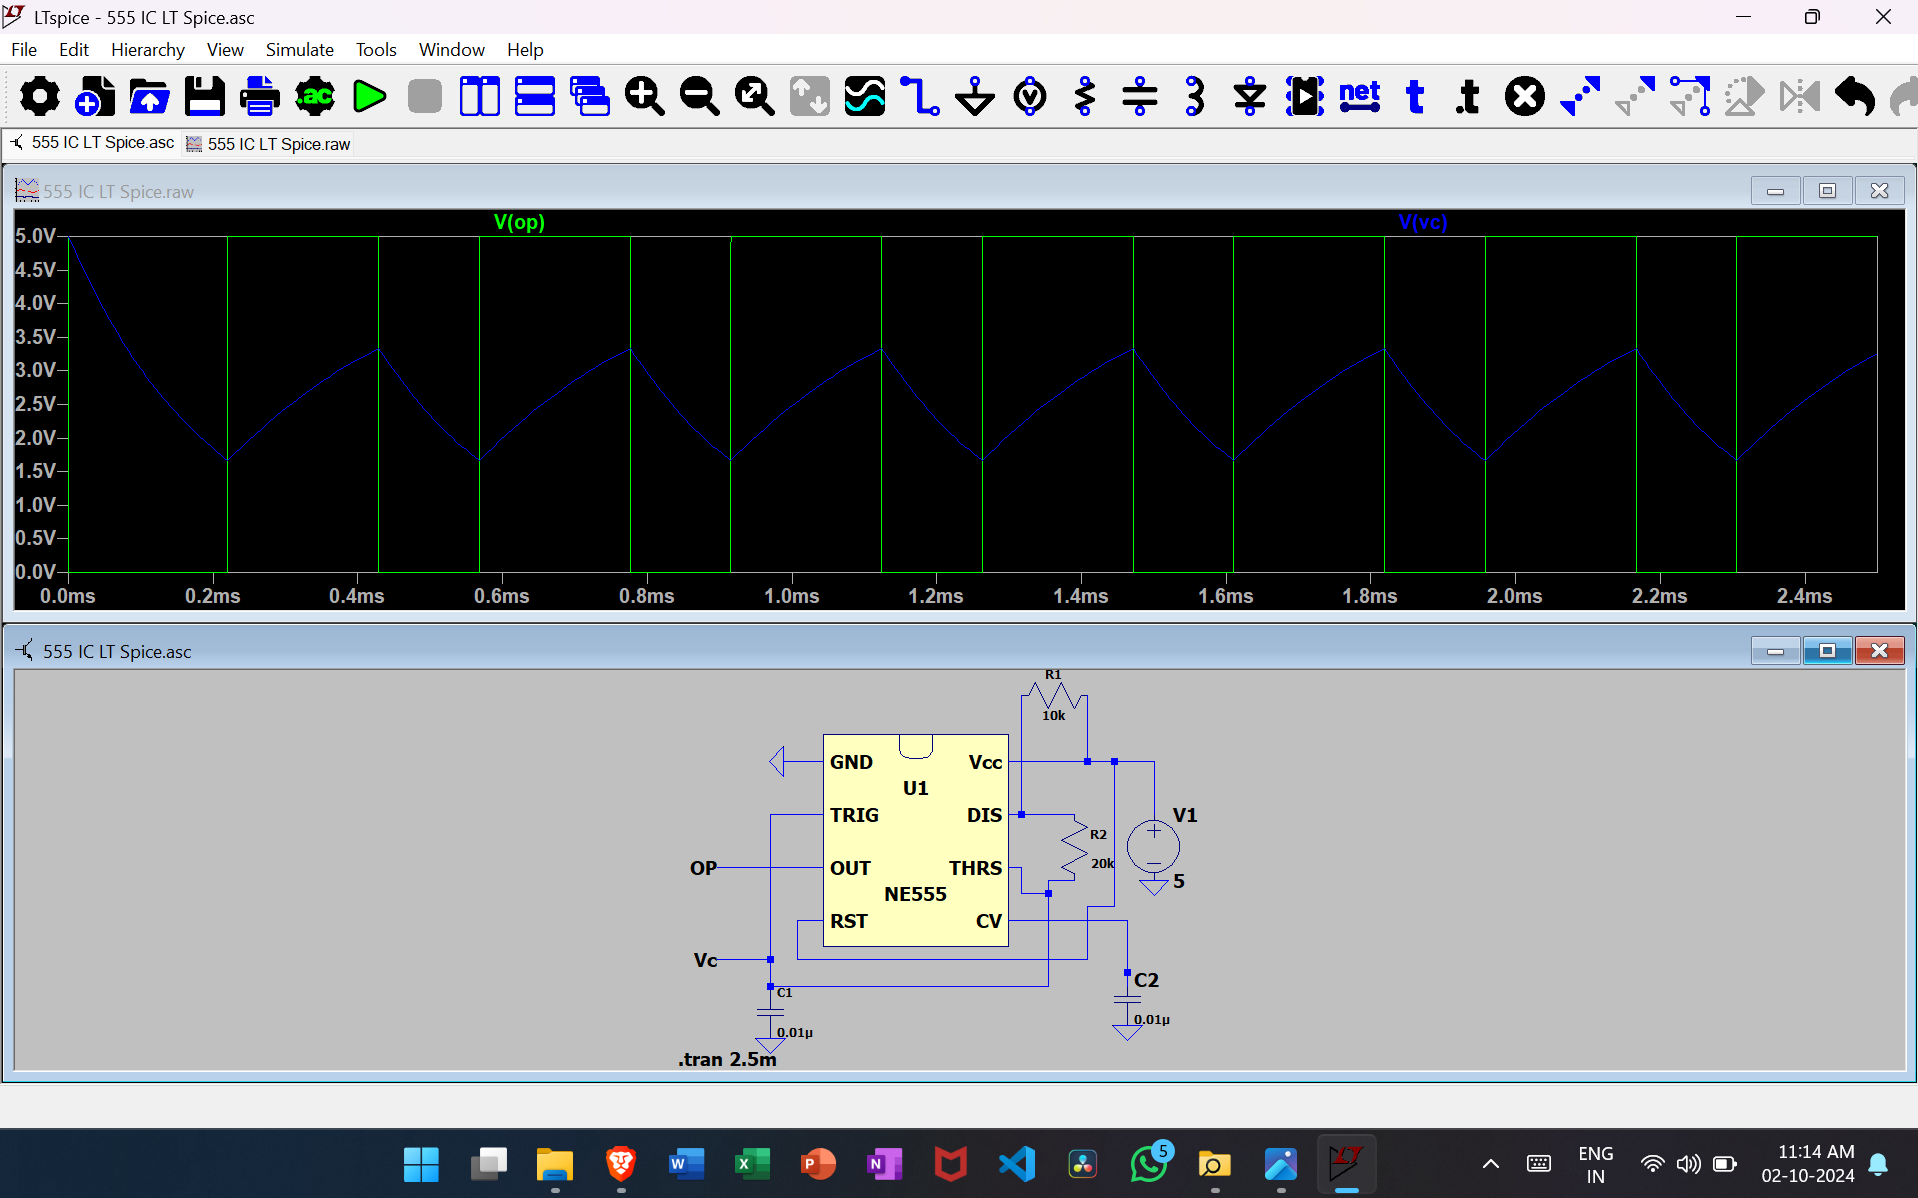 LTspice - 555 IC LT Spice.asc
File Edit Hierarchy View Simulate Tools Window Help
.ac net t .t
555 IC LT Spice.asc 555 IC LT Spice.raw
555 IC LT Spice.raw
V(op) V(vc)
5.0V
4.5V
4.0V
3.5V
3.0V
2.5V
2.0V
1.5V
1.0V
0.5V
0.0V
0.0ms 0.2ms 0.4ms 0.6ms 0.8ms 1.0ms 1.2ms 1.4ms 1.6ms 1.8ms 2.0ms 2.2ms 2.4ms
555 IC LT Spice.asc
R1
10k
GND Vcc
U1
TRIG DIS V1
R2
20k
OP OUT THRS
5
NE555
RST CV
Vc
C2
C1
0.01µ
0.01µ
.tran 2.5m
5
ENG
IN
11:14 AM
02-10-2024